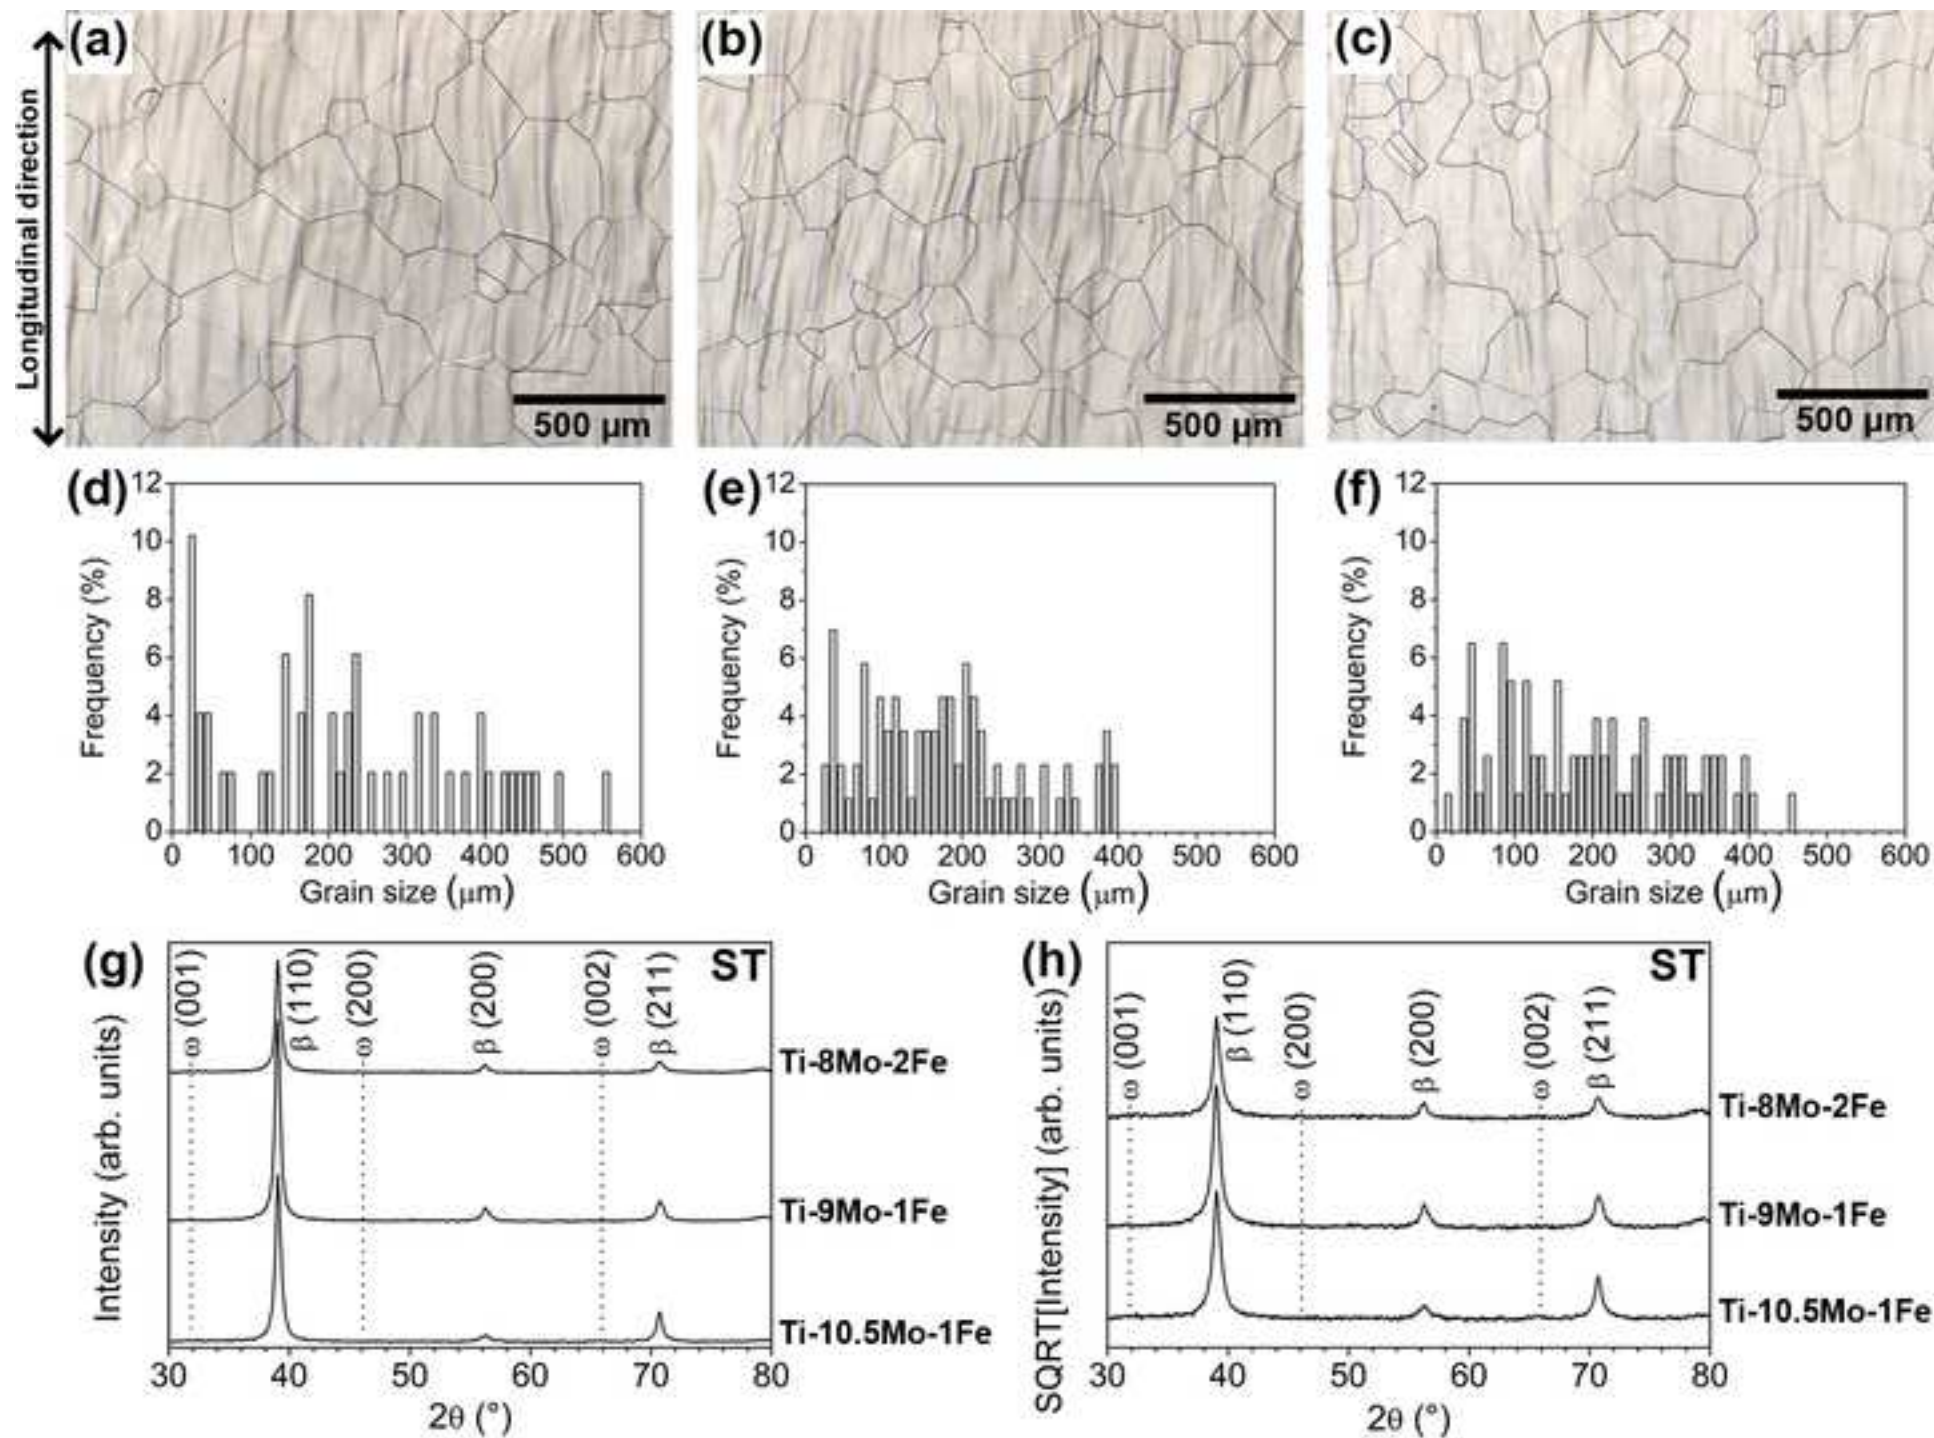 (a)
(b)
(c)
Longitudinal direction
500 μm
500 μm
500 μm
(d)
12
10
8
6
4
2
0
Frequency (%)
0 100 200 300 400 500 600
Grain size (μm)
(e)
12
10
8
6
4
2
0
Frequency (%)
0 100 200 300 400 500 600
Grain size (μm)
(f)
12
10
8
6
4
2
0
Frequency (%)
0 100 200 300 400 500 600
Grain size (μm)
(g)
ST
ω (001)
β (110)
ω (200)
β (200)
ω (002)
β (211)
Ti-8Mo-2Fe
Ti-9Mo-1Fe
Ti-10.5Mo-1Fe
Intensity (arb. units)
30 40 50 60 70 80
2θ (°)
(h)
ST
ω (001)
β (110)
ω (200)
β (200)
ω (002)
β (211)
Ti-8Mo-2Fe
Ti-9Mo-1Fe
Ti-10.5Mo-1Fe
SQRT[Intensity] (arb. units)
30 40 50 60 70 80
2θ (°)